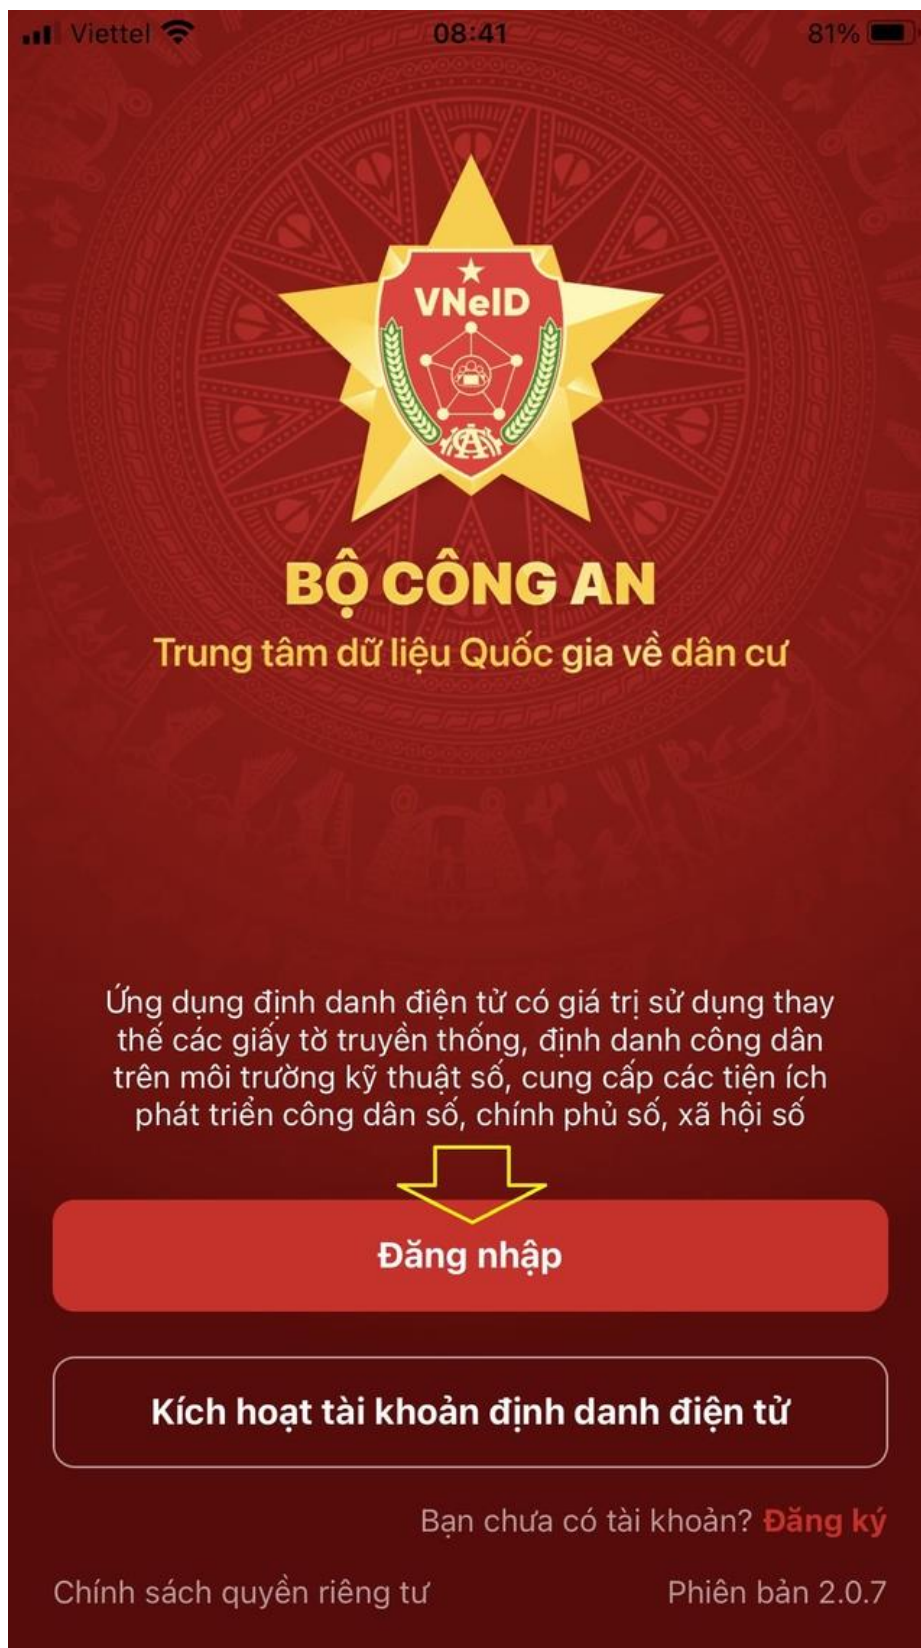 Viettel 08:41 81%
VNeID
BỘ CÔNG AN
Trung tâm dữ liệu Quốc gia về dân cư
Ứng dụng định danh điện tử có giá trị sử dụng thay
thế các giấy tờ truyền thống, định danh công dân
trên môi trường kỹ thuật số, cung cấp các tiện ích
phát triển công dân số, chính phủ số, xã hội số
Đăng nhập
Kích hoạt tài khoản định danh điện tử
Bạn chưa có tài khoản? Đăng ký
Chính sách quyền riêng tư Phiên bản 2.0.7